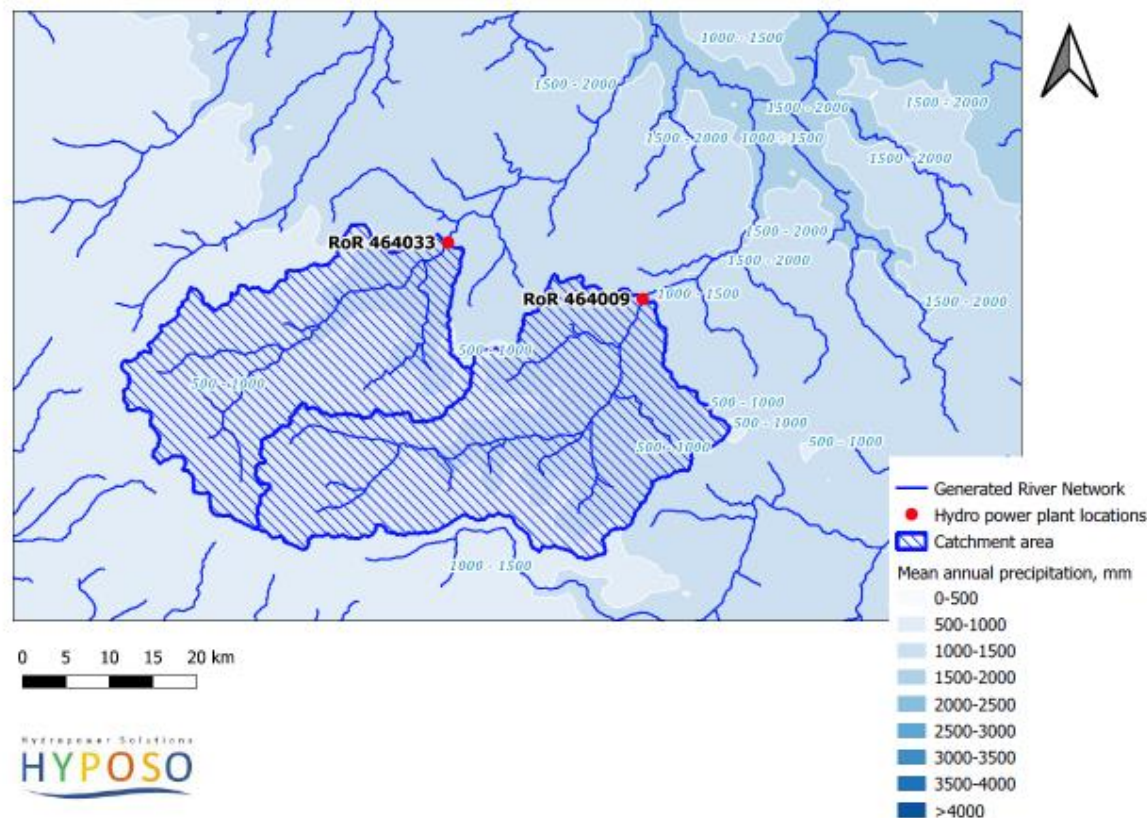 1000 - 1500
1500 - 2000
1500 - 2000
1500 - 2000
1500 - 2000
1000 - 1500
1500 - 2000
1500 - 2000
RoR 464033
1500 - 2000
RoR 464009
1000 - 1500
1500 - 2000
500 - 1000
500 - 1000
500 - 1000
500 - 1000
500 - 1000
500 - 1000
1000 - 1500
Generated River Network
Hydro power plant locations
Catchment area
Mean annual precipitation, mm
0-500
500-1000
1000-1500
1500-2000
2000-2500
2500-3000
3000-3500
3500-4000
>4000
0 5 10 15 20 km
Hydropower Solutions
HYPOSO